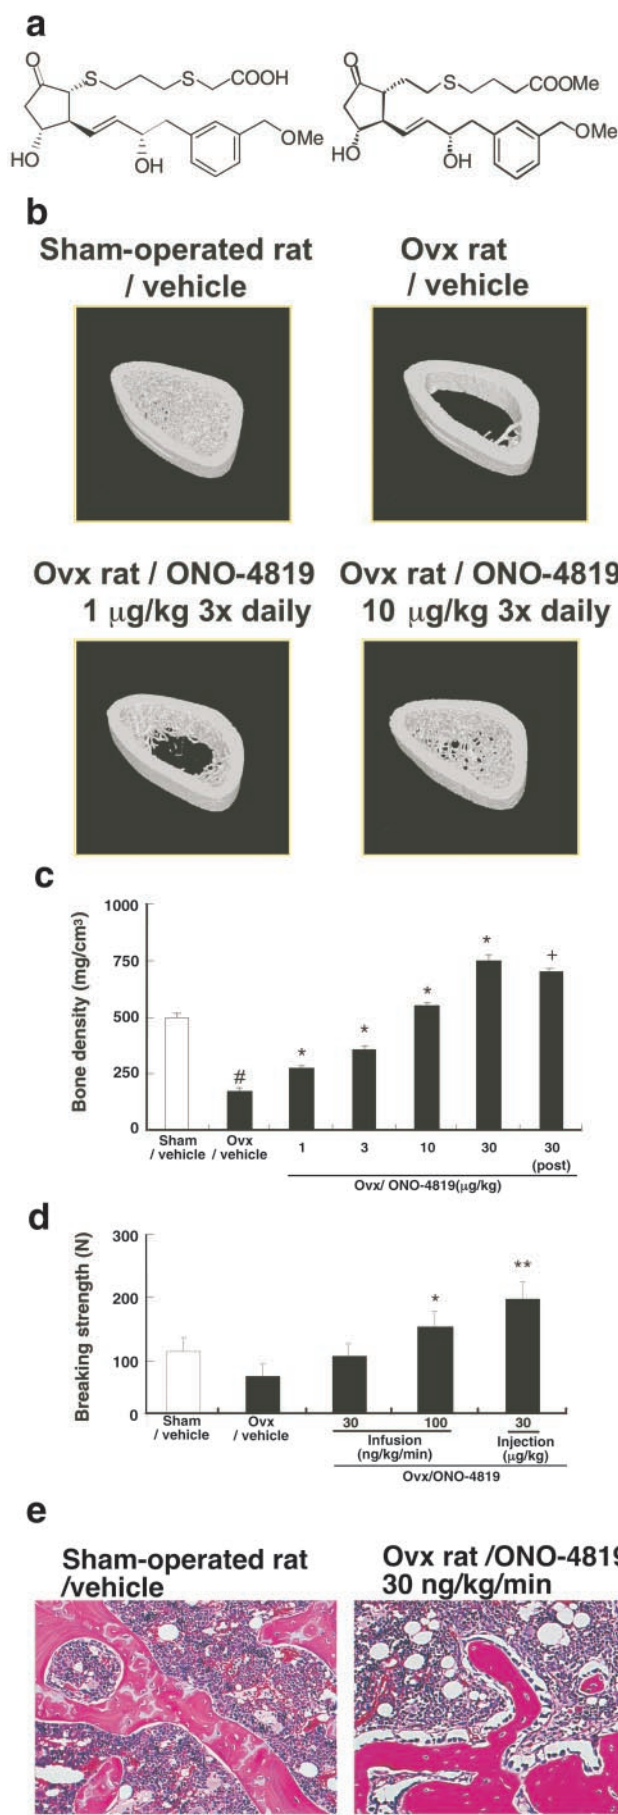 a
O
S
S
COOH
HO
OH
OMe
O
S
COOMe
HO
OH
OMe
b
Sham-operated rat
/ vehicle
Ovx rat
/ vehicle
Ovx rat / ONO-4819
1 μg/kg 3x daily
Ovx rat / ONO-4819
10 μg/kg 3x daily
c
Bone density (mg/cm³)
1000
750
500
250
0
#
*
*
*
*
+
Sham
/ vehicle
Ovx
/ vehicle
1
3
10
30
30
(post)
Ovx/ ONO-4819(μg/kg)
d
Breaking strength (N)
300
200
100
0
*
**
Sham
/ vehicle
Ovx
/ vehicle
30
100
30
Infusion
(ng/kg/min)
Injection
(μg/kg)
Ovx/ONO-4819
e
Sham-operated rat
/vehicle
Ovx rat /ONO-4819
30 ng/kg/min